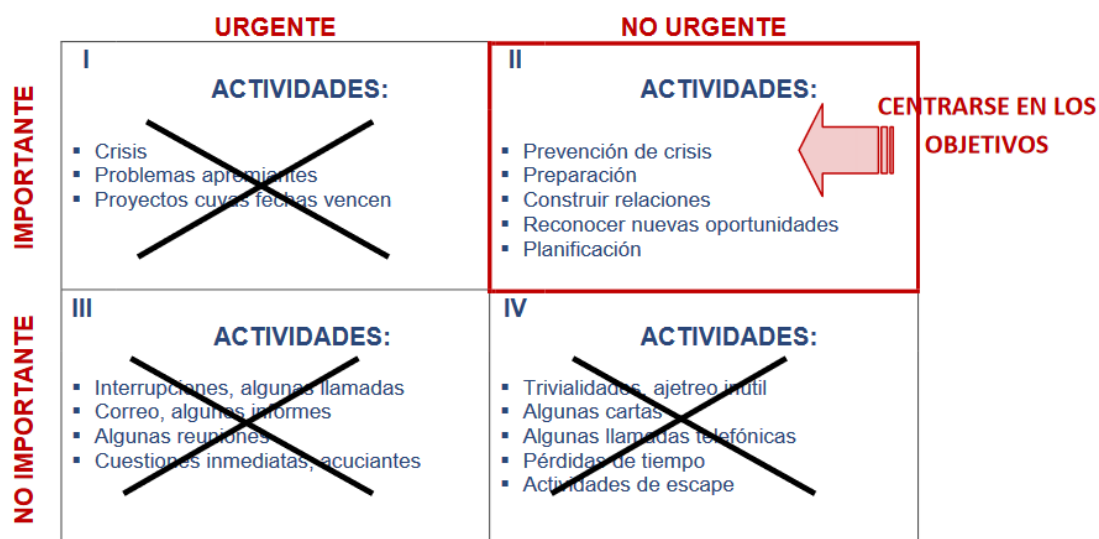 URGENTE
NO URGENTE
IMPORTANTE
I
ACTIVIDADES:
▪ Crisis
▪ Problemas apremiantes
▪ Proyectos cuyas fechas vencen
II
ACTIVIDADES:
▪ Prevención de crisis
▪ Preparación
▪ Construir relaciones
▪ Reconocer nuevas oportunidades
▪ Planificación
CENTRARSE EN LOS
OBJETIVOS
NO IMPORTANTE
III
ACTIVIDADES:
▪ Interrupciones, algunas llamadas
▪ Correo, algunos informes
▪ Algunas reuniones
▪ Cuestiones inmediatas, acuciantes
IV
ACTIVIDADES:
▪ Trivialidades, ajetreo inútil
▪ Algunas cartas
▪ Algunas llamadas telefónicas
▪ Pérdidas de tiempo
▪ Actividades de escape